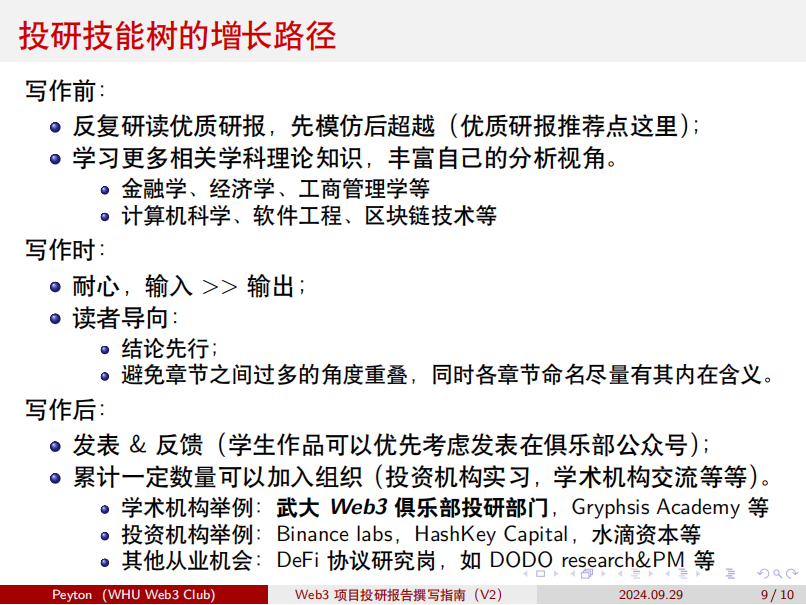 投研技能树的增长路径
写作前：
反复研读优质研报，先模仿后超越（优质研报推荐点这里）；
学习更多相关学科理论知识，丰富自己的分析视角。
金融学、经济学、工商管理学等
计算机科学、软件工程、区块链技术等
写作时：
耐心，输入 >> 输出；
读者导向：
结论先行；
避免章节之间过多的角度重叠，同时各章节命名尽量有其内在含义。
写作后：
发表 & 反馈（学生作品可以优先考虑发表在俱乐部公众号）；
累计一定数量可以加入组织（投资机构实习，学术机构交流等等）。
学术机构举例：武大 Web3 俱乐部投研部门，Gryphsis Academy 等
投资机构举例：Binance labs，HashKey Capital，水滴资本等
其他从业机会：DeFi 协议研究岗，如 DODO research&PM 等
Peyton （WHU Web3 Club） Web3 项目投研报告撰写指南（V2） 2024.09.29 9 / 10